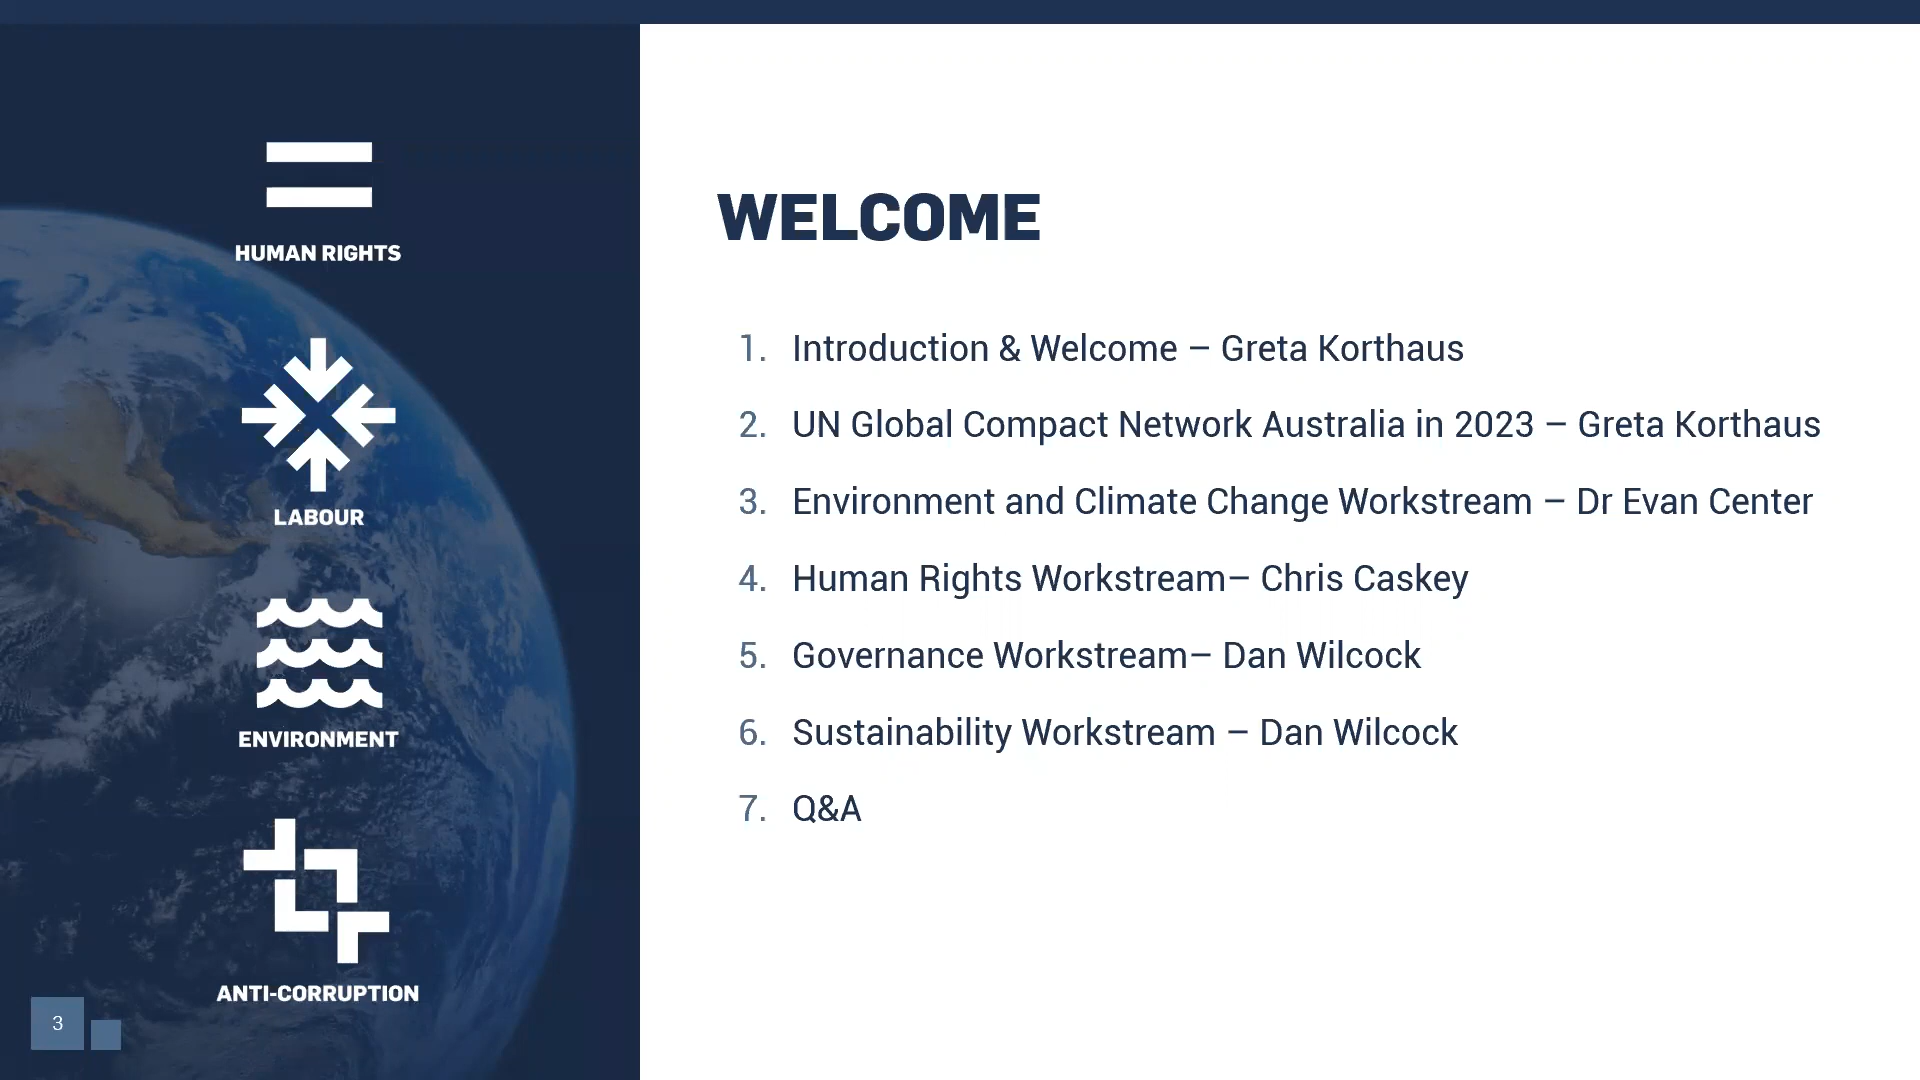 HUMAN RIGHTS
LABOUR
ENVIRONMENT
ANTI-CORRUPTION
3
WELCOME
1. Introduction & Welcome – Greta Korthaus
2. UN Global Compact Network Australia in 2023 – Greta Korthaus
3. Environment and Climate Change Workstream – Dr Evan Center
4. Human Rights Workstream– Chris Caskey
5. Governance Workstream– Dan Wilcock
6. Sustainability Workstream – Dan Wilcock
7. Q&A